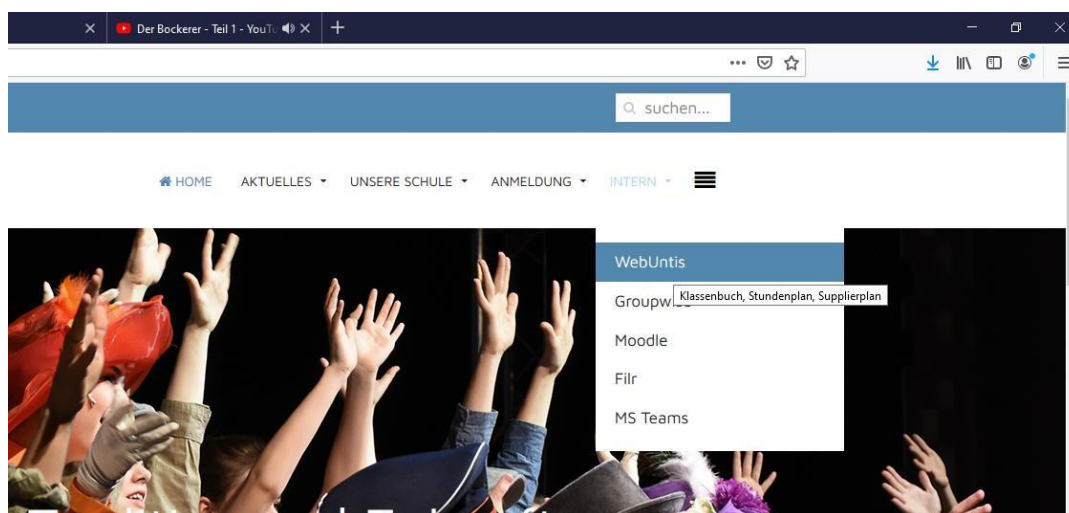 Der Bockerer - Teil 1 - YouTu
suchen...
HOME AKTUELLES UNSERE SCHULE ANMELDUNG INTERN
WebUntis
Klassenbuch, Stundenplan, Supplierplan
Moodle
Filr
MS Teams